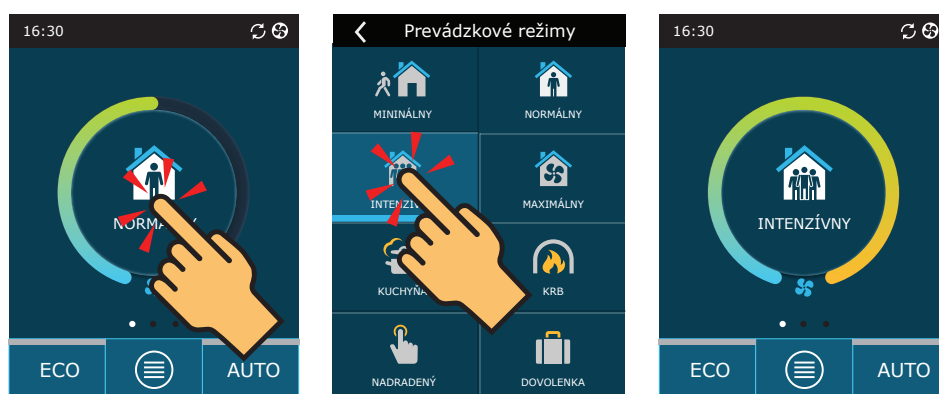 16:30
NORMÁLNY
ECO
AUTO
Prevádzkové režimy
MININÁLNY
NORMÁLNY
MAXIMÁLNY
KRB
NADRADENÝ
DOVOLENKA
16:30
INTENZÍVNY
ECO
AUTO